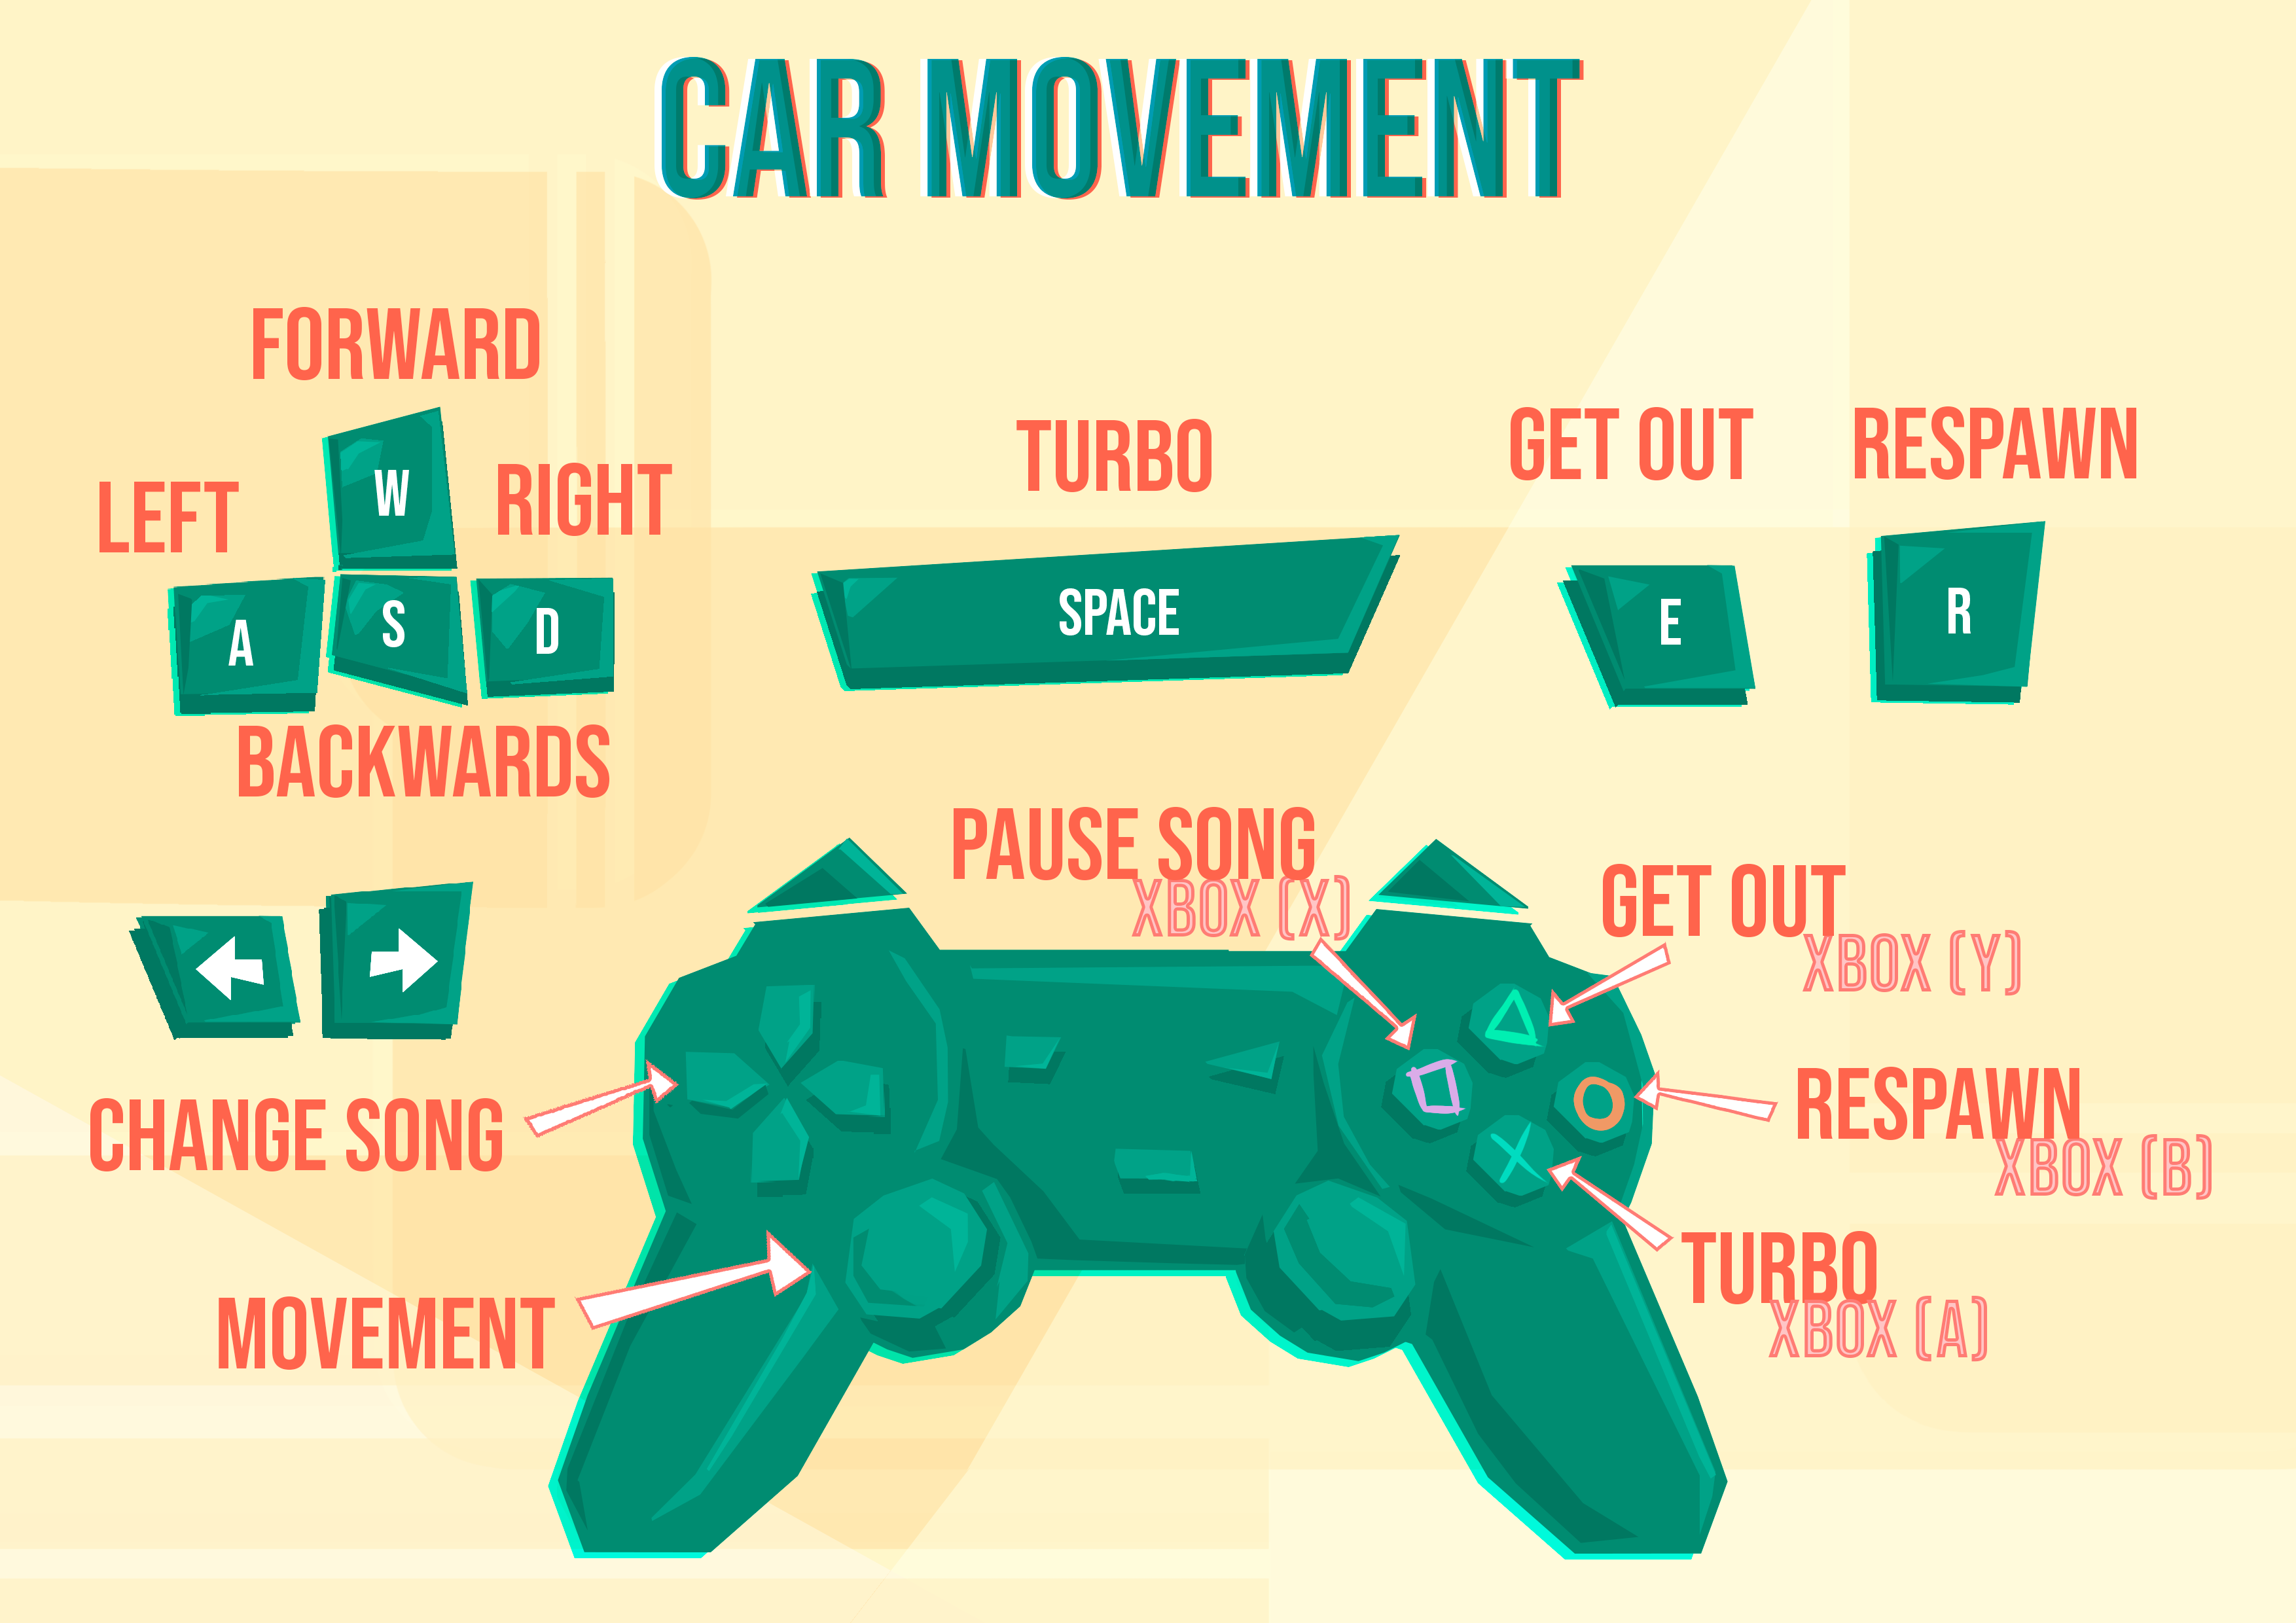 CAR MOVEMENT
FORWARD
LEFT
W
RIGHT
A
S
D
BACKWARDS
TURBO
SPACE
GET OUT
E
RESPAWN
R
CHANGE SONG
MOVEMENT
PAUSE SONG
XBOX (X)
GET OUT
XBOX (Y)
RESPAWN
XBOX (B)
TURBO
XBOX (A)